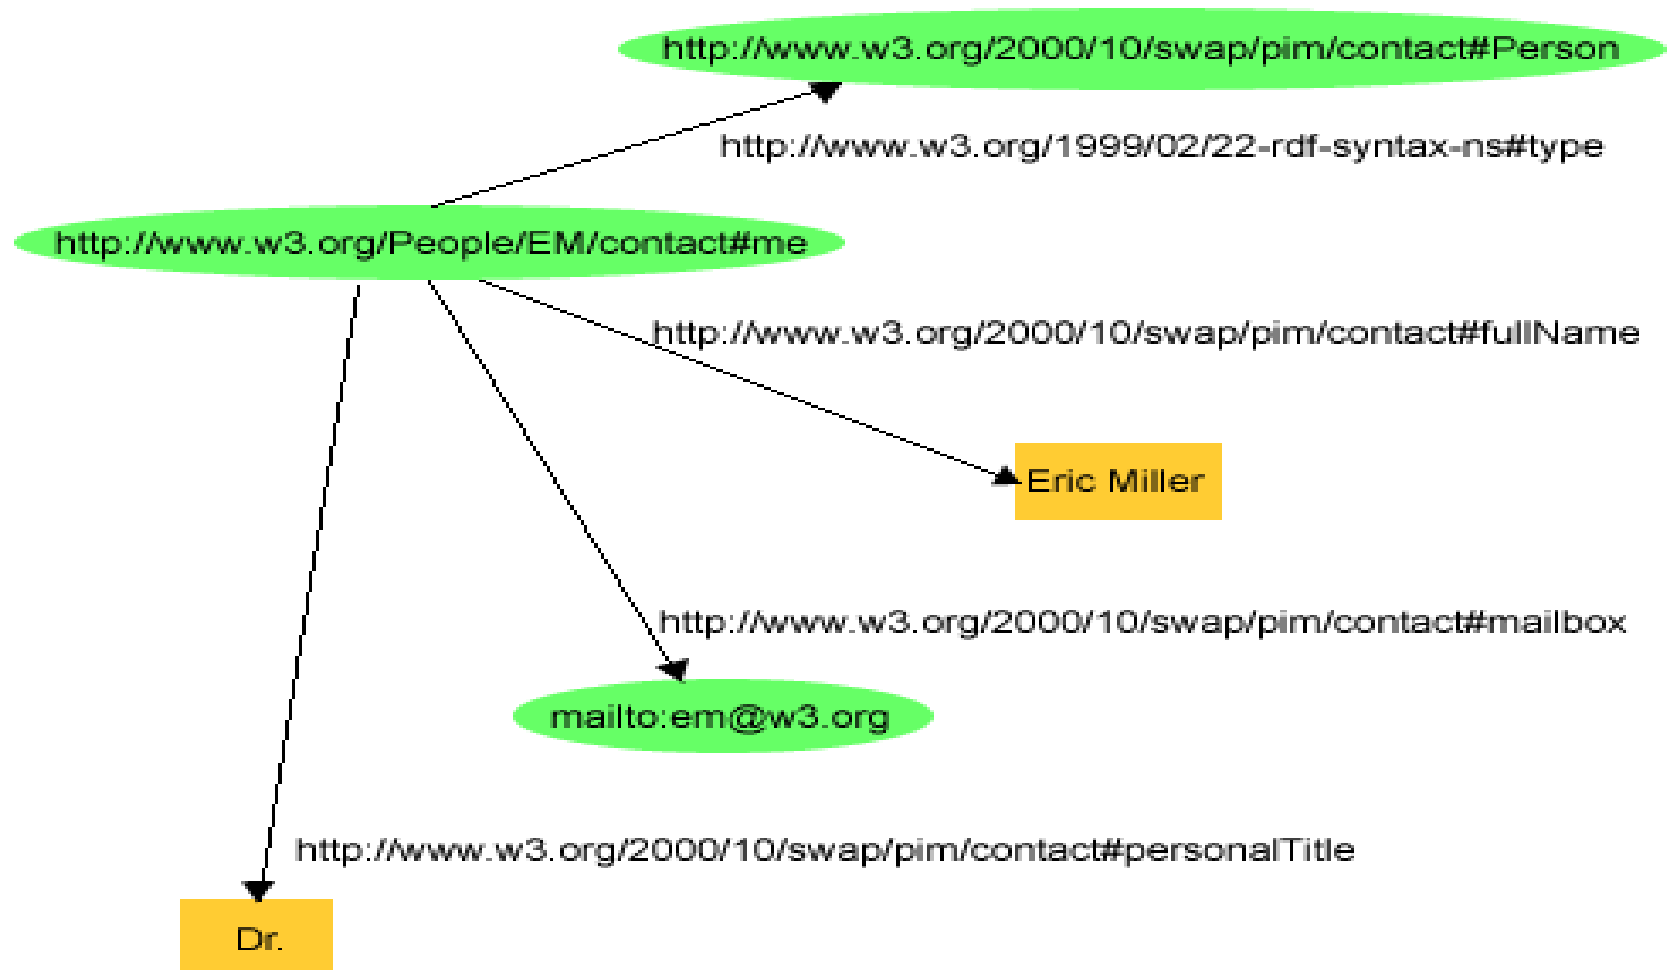 http://www.w3.org/2000/10/swap/pim/contact#Person
http://www.w3.org/1999/02/22-rdf-syntax-ns#type
http://www.w3.org/People/EM/contact#me
http://www.w3.org/2000/10/swap/pim/contact#fullName
Eric Miller
http://www.w3.org/2000/10/swap/pim/contact#mailbox
mailto:em@w3.org
http://www.w3.org/2000/10/swap/pim/contact#personalTitle
Dr.